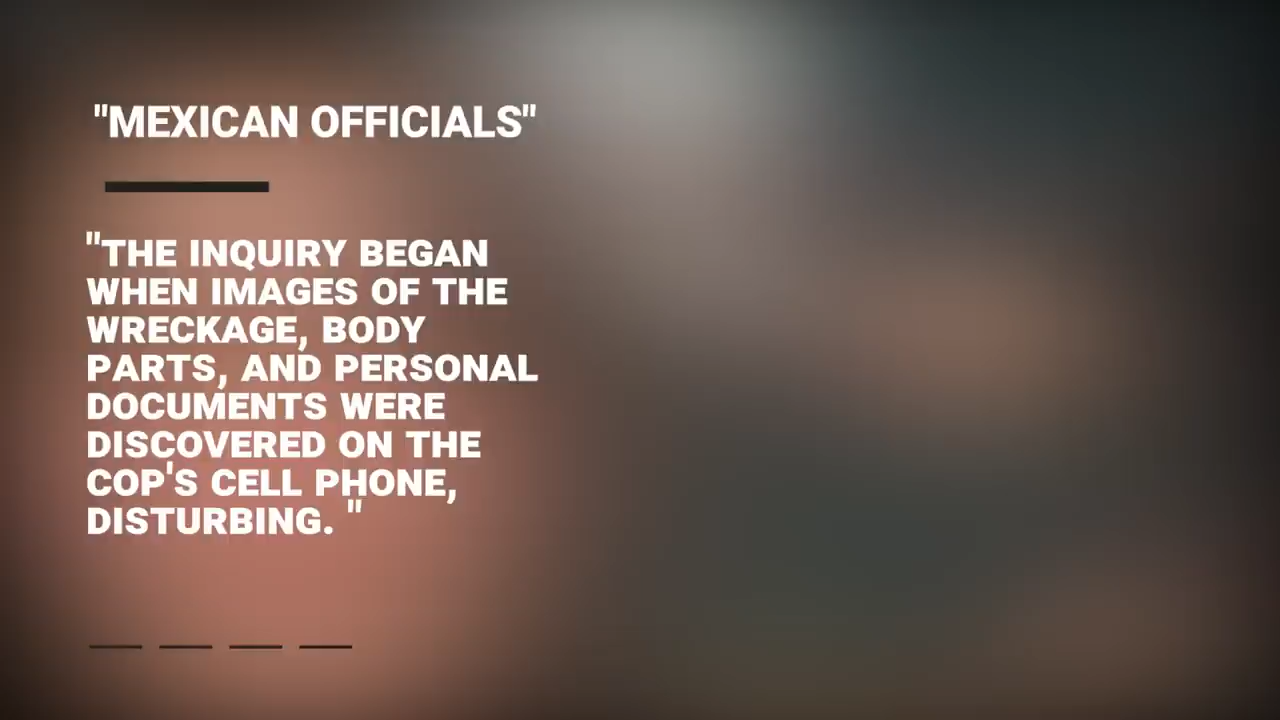 "MEXICAN OFFICIALS"
"THE INQUIRY BEGAN
WHEN IMAGES OF THE
WRECKAGE, BODY
PARTS, AND PERSONAL
DOCUMENTS WERE
DISCOVERED ON THE
COP'S CELL PHONE,
DISTURBING. "